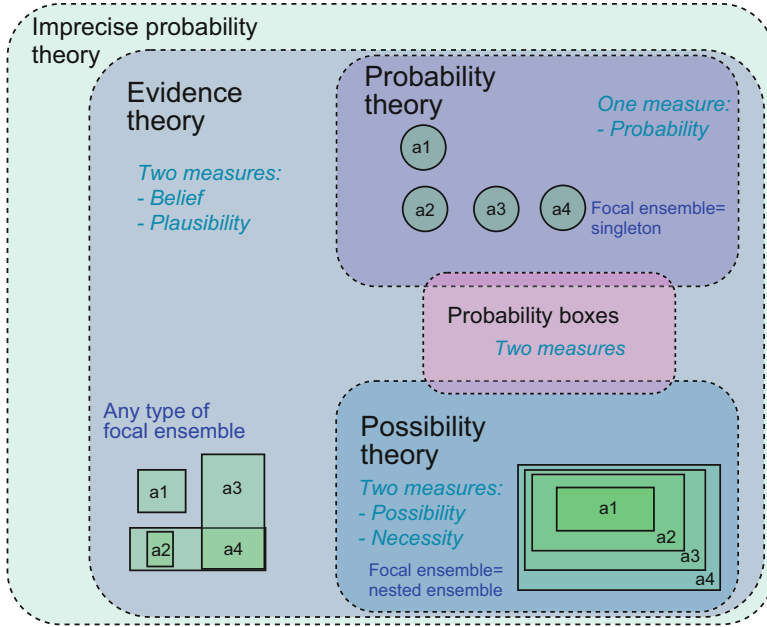 Imprecise probability
theory
Evidence
theory
Two measures:
- Belief
- Plausibility
Probability
theory
One measure:
- Probability
a1
a2
a3
a4
Focal ensemble=
singleton
Probability boxes
Two measures
Any type of
focal ensemble
a1
a3
a2
a4
Possibility
theory
Two measures:
- Possibility
- Necessity
Focal ensemble=
nested ensemble
a1
a2
a3
a4